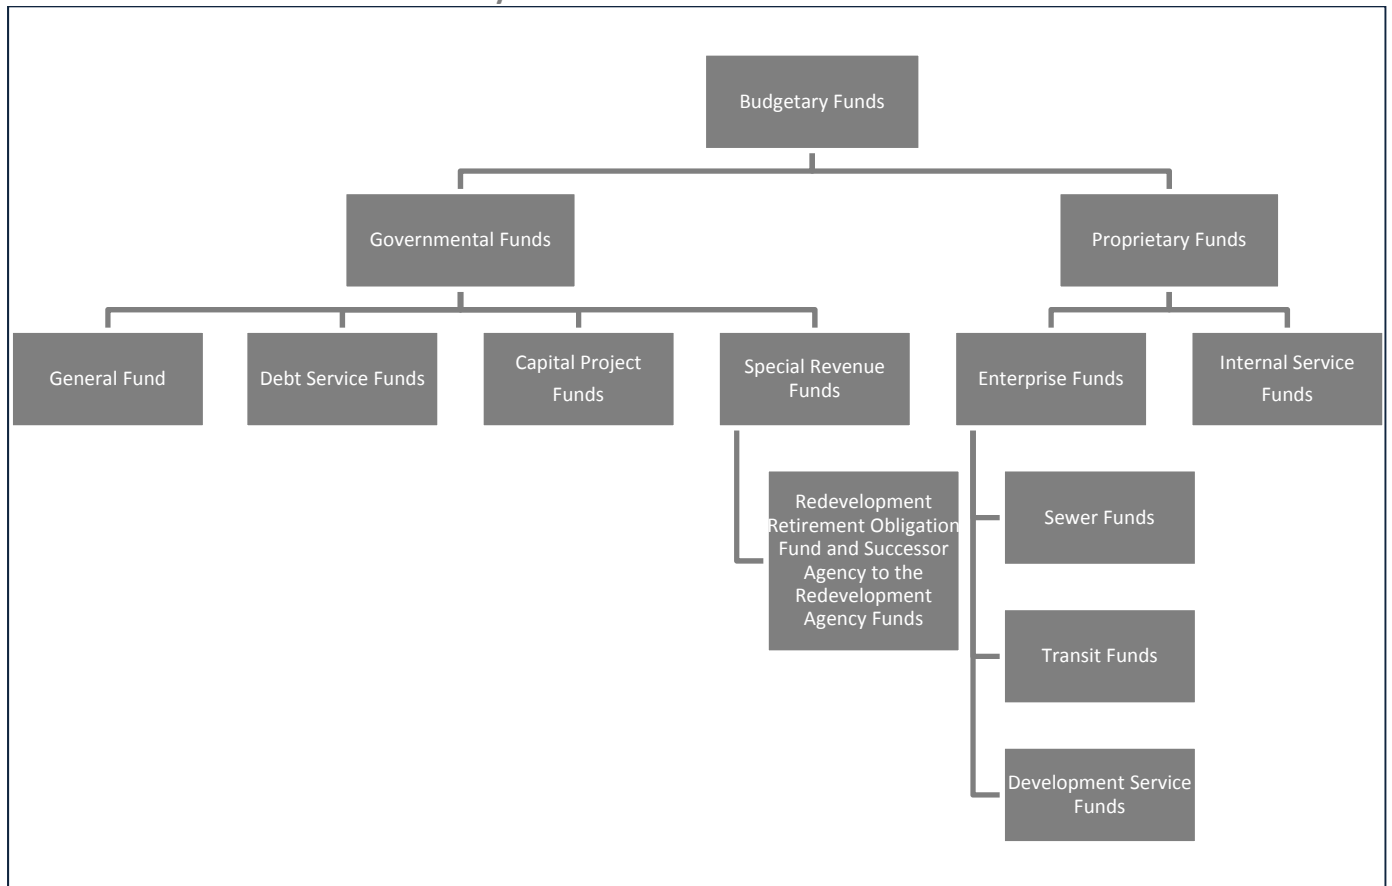 Budgetary Funds
Governmental Funds
Proprietary Funds
General Fund
Debt Service Funds
Capital Project
Funds
Special Revenue
Funds
Enterprise Funds
Internal Service
Funds
Redevelopment
Retirement Obligation
Fund and Successor
Agency to the
Redevelopment
Agency Funds
Sewer Funds
Transit Funds
Development Service
Funds